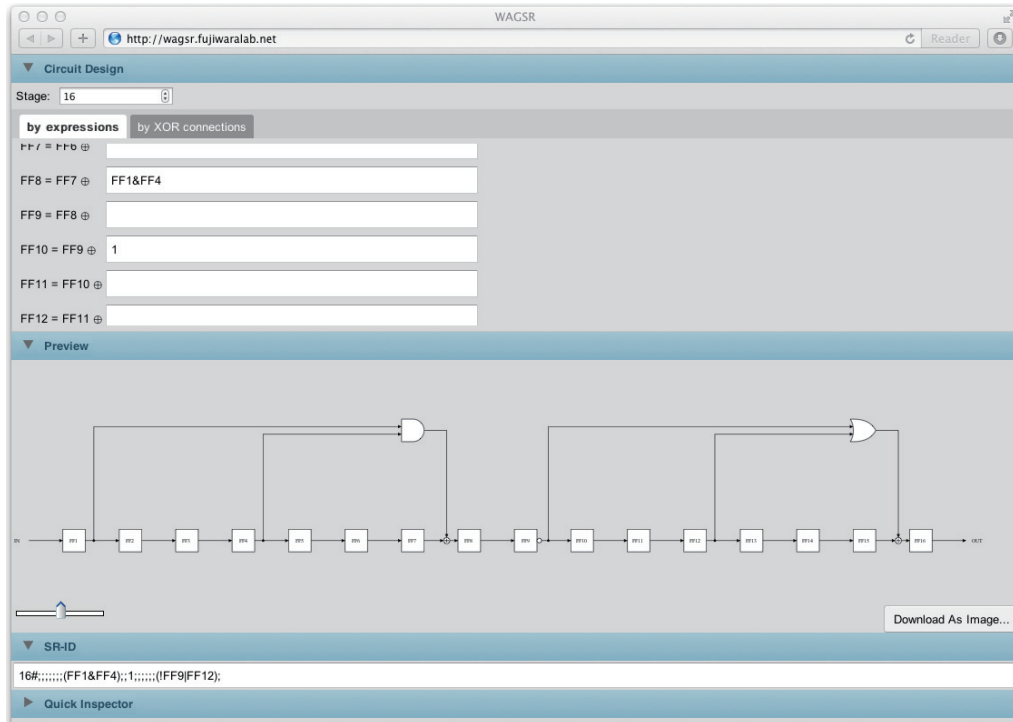 WAGSR
http://wagsr.fujiwaralab.net
Reader
Circuit Design
Stage: 16
by expressions by XOR connections
FF7 = FF6 ⊕
FF8 = FF7 ⊕ FF1&FF4
FF9 = FF8 ⊕
FF10 = FF9 ⊕ 1
FF11 = FF10 ⊕
FF12 = FF11 ⊕
Preview
IN FF1 FF2 FF3 FF4 FF5 FF6 FF7 FF8 FF9 FF10 FF11 FF12 FF13 FF14 FF15 FF16 OUT
Download As Image...
SR-ID
16#;;;;;;;(FF1&FF4);;1;;;;;;(!FF9|FF12);
Quick Inspector